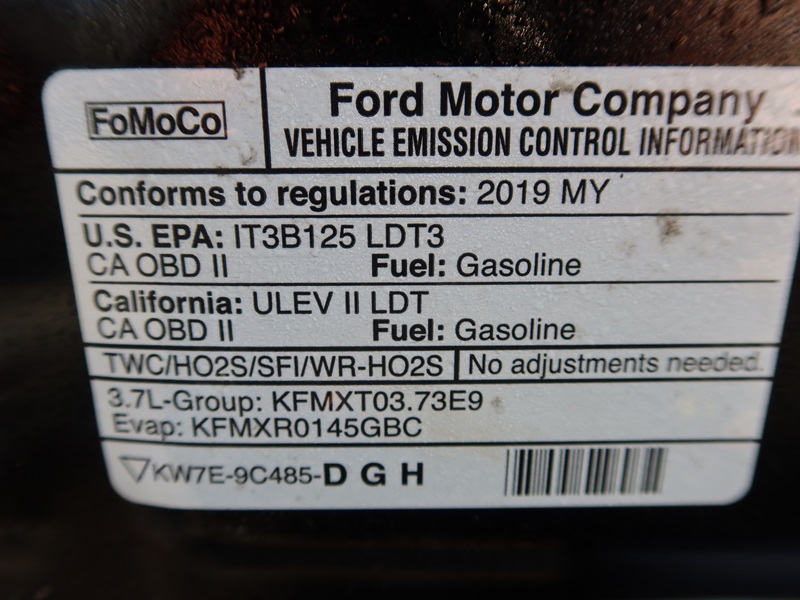 FoMoCo
Ford Motor Company
VEHICLE EMISSION CONTROL INFORMATION
Conforms to regulations: 2019 MY
U.S. EPA: IT3B125 LDT3
CA OBD II Fuel: Gasoline
California: ULEV II LDT
CA OBD II Fuel: Gasoline
TWC/HO2S/SFI/WR-HO2S No adjustments needed.
3.7L-Group: KFMXT03.73E9
Evap: KFMXR0145GBC
KW7E-9C485-D G H